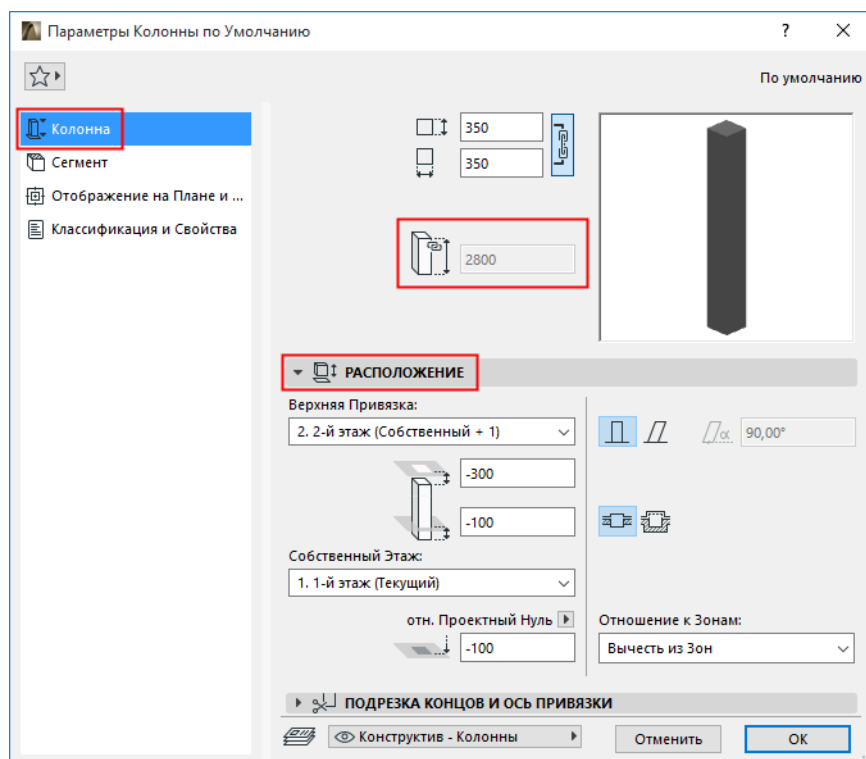 Параметры Колонны по Умолчанию
?
По умолчанию
Колонна
Сегмент
Отображение на Плане и ...
Классификация и Свойства
350
350
2800
РАСПОЛОЖЕНИЕ
Верхняя Привязка:
2. 2-й этаж (Собственный + 1)
α 90,00°
-300
-100
Собственный Этаж:
1. 1-й этаж (Текущий)
отн. Проектный Нуль
Отношение к Зонам:
-100
Вычесть из Зон
ПОДРЕЗКА КОНЦОВ И ОСЬ ПРИВЯЗКИ
Конструктив - Колонны
Отменить
OK